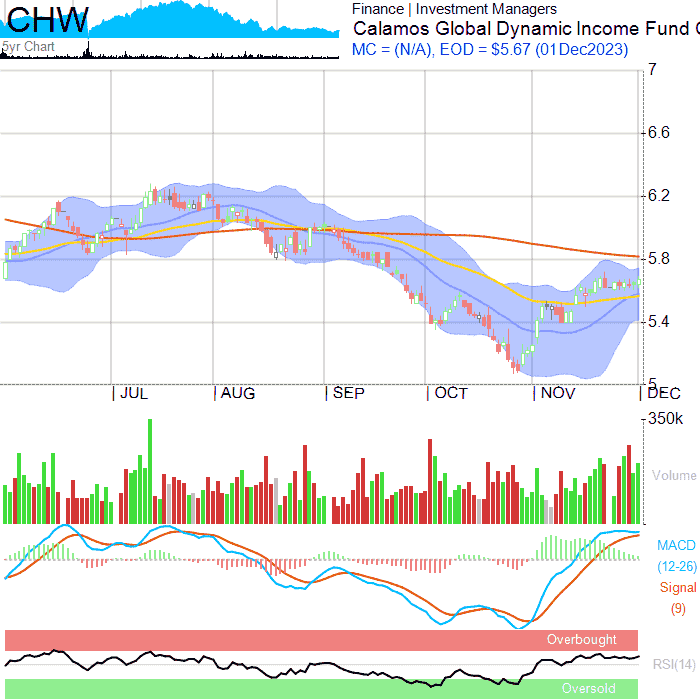 CHW
Finance | Investment Managers
Calamos Global Dynamic Income Fund
5yr Chart
MC = (N/A), EOD = $5.67 (01Dec2023)
7
6.6
6.2
5.8
5.4
5
JUL AUG SEP OCT NOV DEC
350k
Volume
MACD
(12-26)
Signal
(9)
Overbought
RSI(14)
Oversold